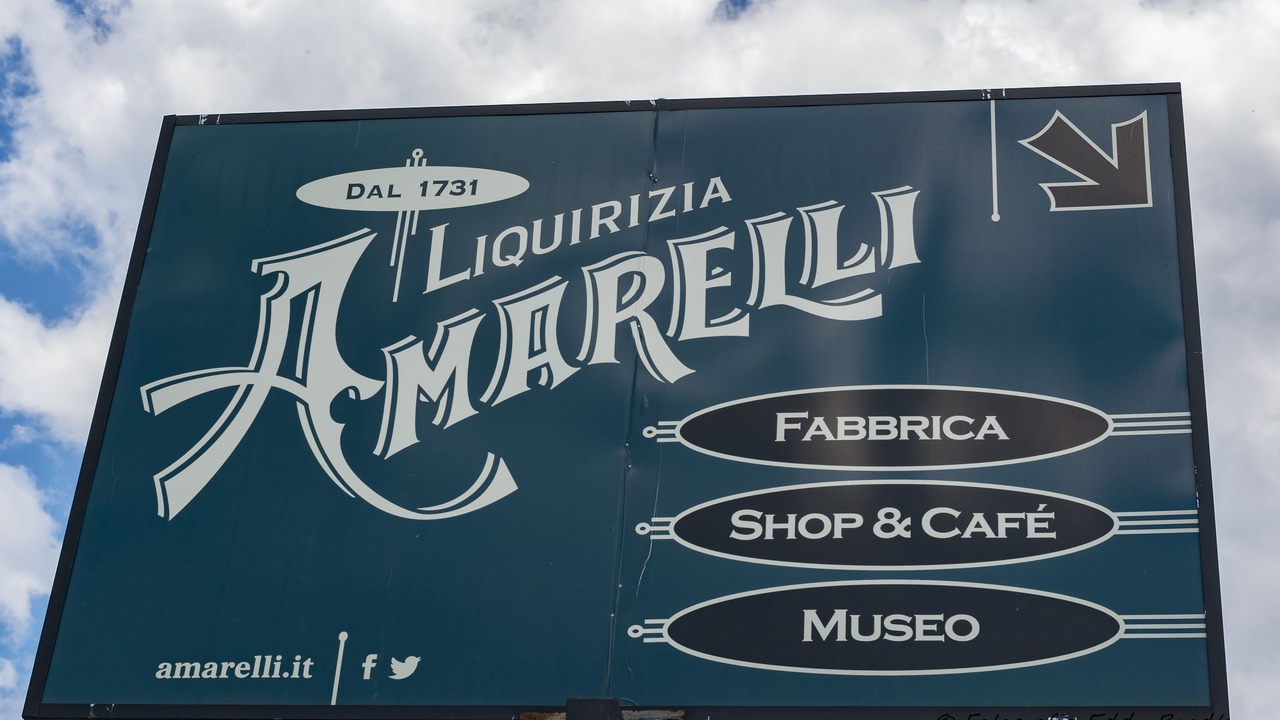 DAL 1731
LIQUIRIZIA
AMARELLI
FABBRICA
SHOP & CAFÉ
MUSEO
amarelli.it